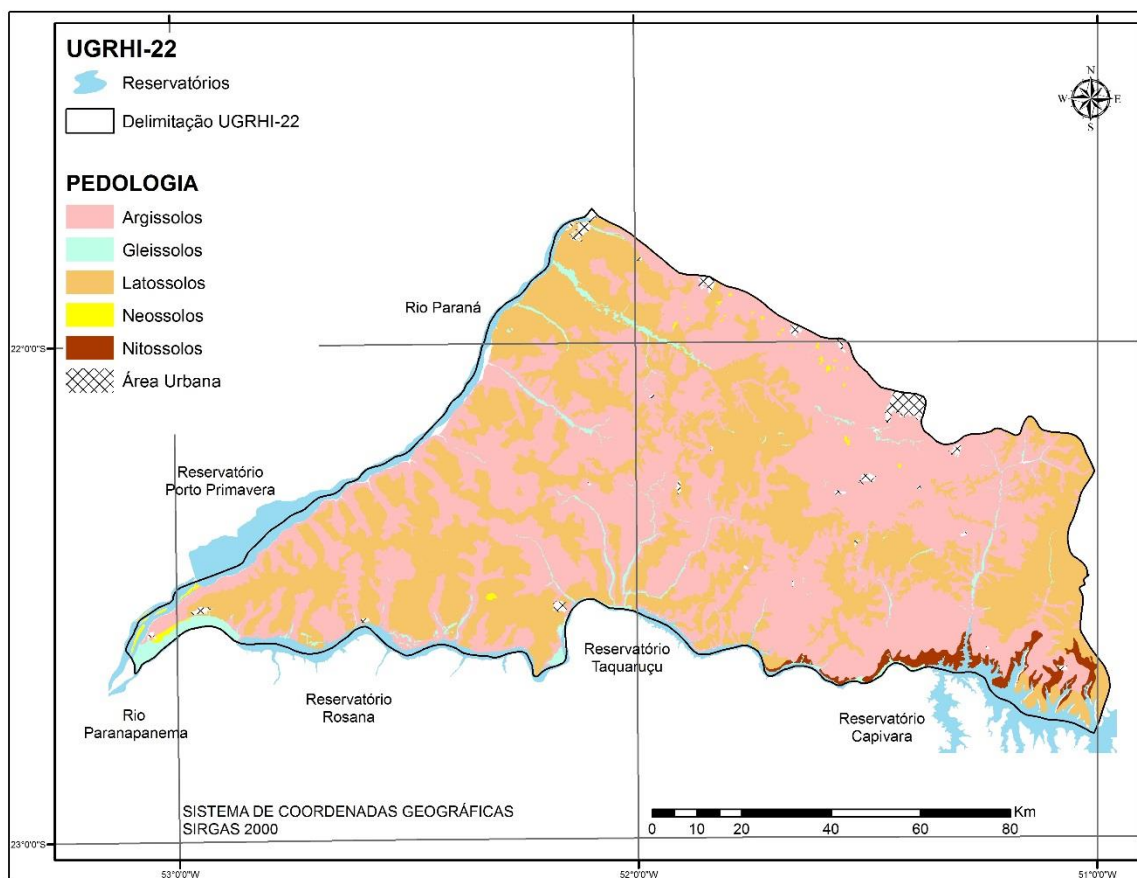 UGRHI-22
Reservatórios
Delimitação UGRHI-22
PEDOLOGIA
Argissolos
Gleissolos
Latossolos
Neossolos
Nitossolos
Área Urbana
N
W E
S
Rio Paraná
22°0'0"S
Reservatório
Porto Primavera
Rio
Paranapanema
Reservatório
Rosana
Reservatório
Taquaruçu
Reservatório
Capivara
SISTEMA DE COORDENADAS GEOGRÁFICAS
SIRGAS 2000
Km
0 5 10 20 40 60 80
23°0'0"S
53°0'0"W 52°0'0"W 51°0'0"W